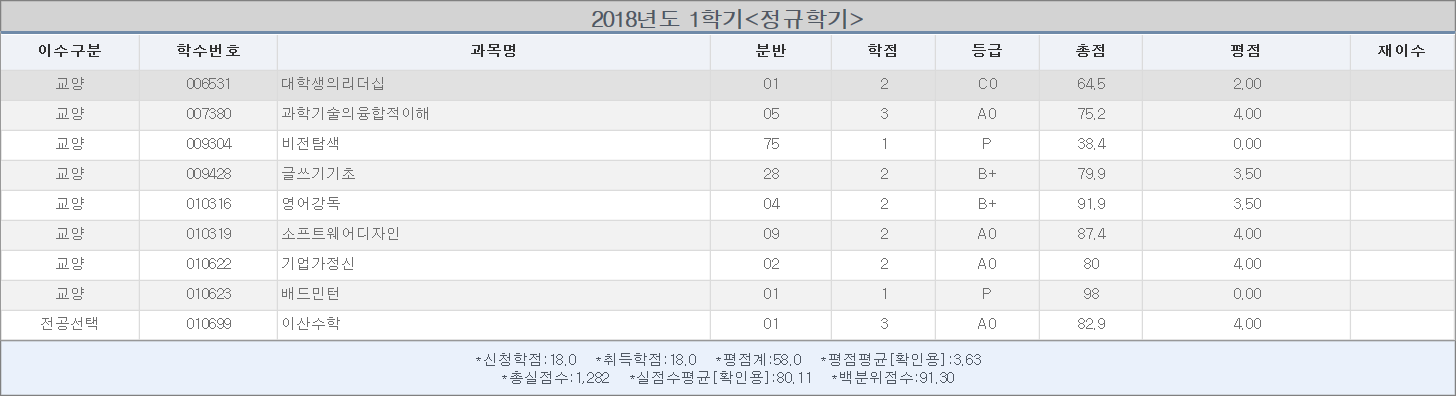 2018년도 1학기<정규학기>
이수구분 학수번호 과목명 분반 학점 등급 총점 평점 재이수
교양 006531 대학생의리더십 01 2 C0 64.5 2.00
교양 007380 과학기술의융합적이해 05 3 A0 75.2 4.00
교양 009304 비전탐색 75 1 P 38.4 0.00
교양 009428 글쓰기기초 28 2 B+ 79.9 3.50
교양 010316 영어강독 04 2 B+ 91.9 3.50
교양 010319 소프트웨어디자인 09 2 A0 87.4 4.00
교양 010622 기업가정신 02 2 A0 80 4.00
교양 010623 배드민턴 01 1 P 98 0.00
전공선택 010699 이산수학 01 3 A0 82.9 4.00
*신청학점:18.0 *취득학점:18.0 *평점계:58.0 *평점평균[확인용]:3.63
*총실점수:1,282 *실점수평균[확인용]:80.11 *백분위점수:91.30